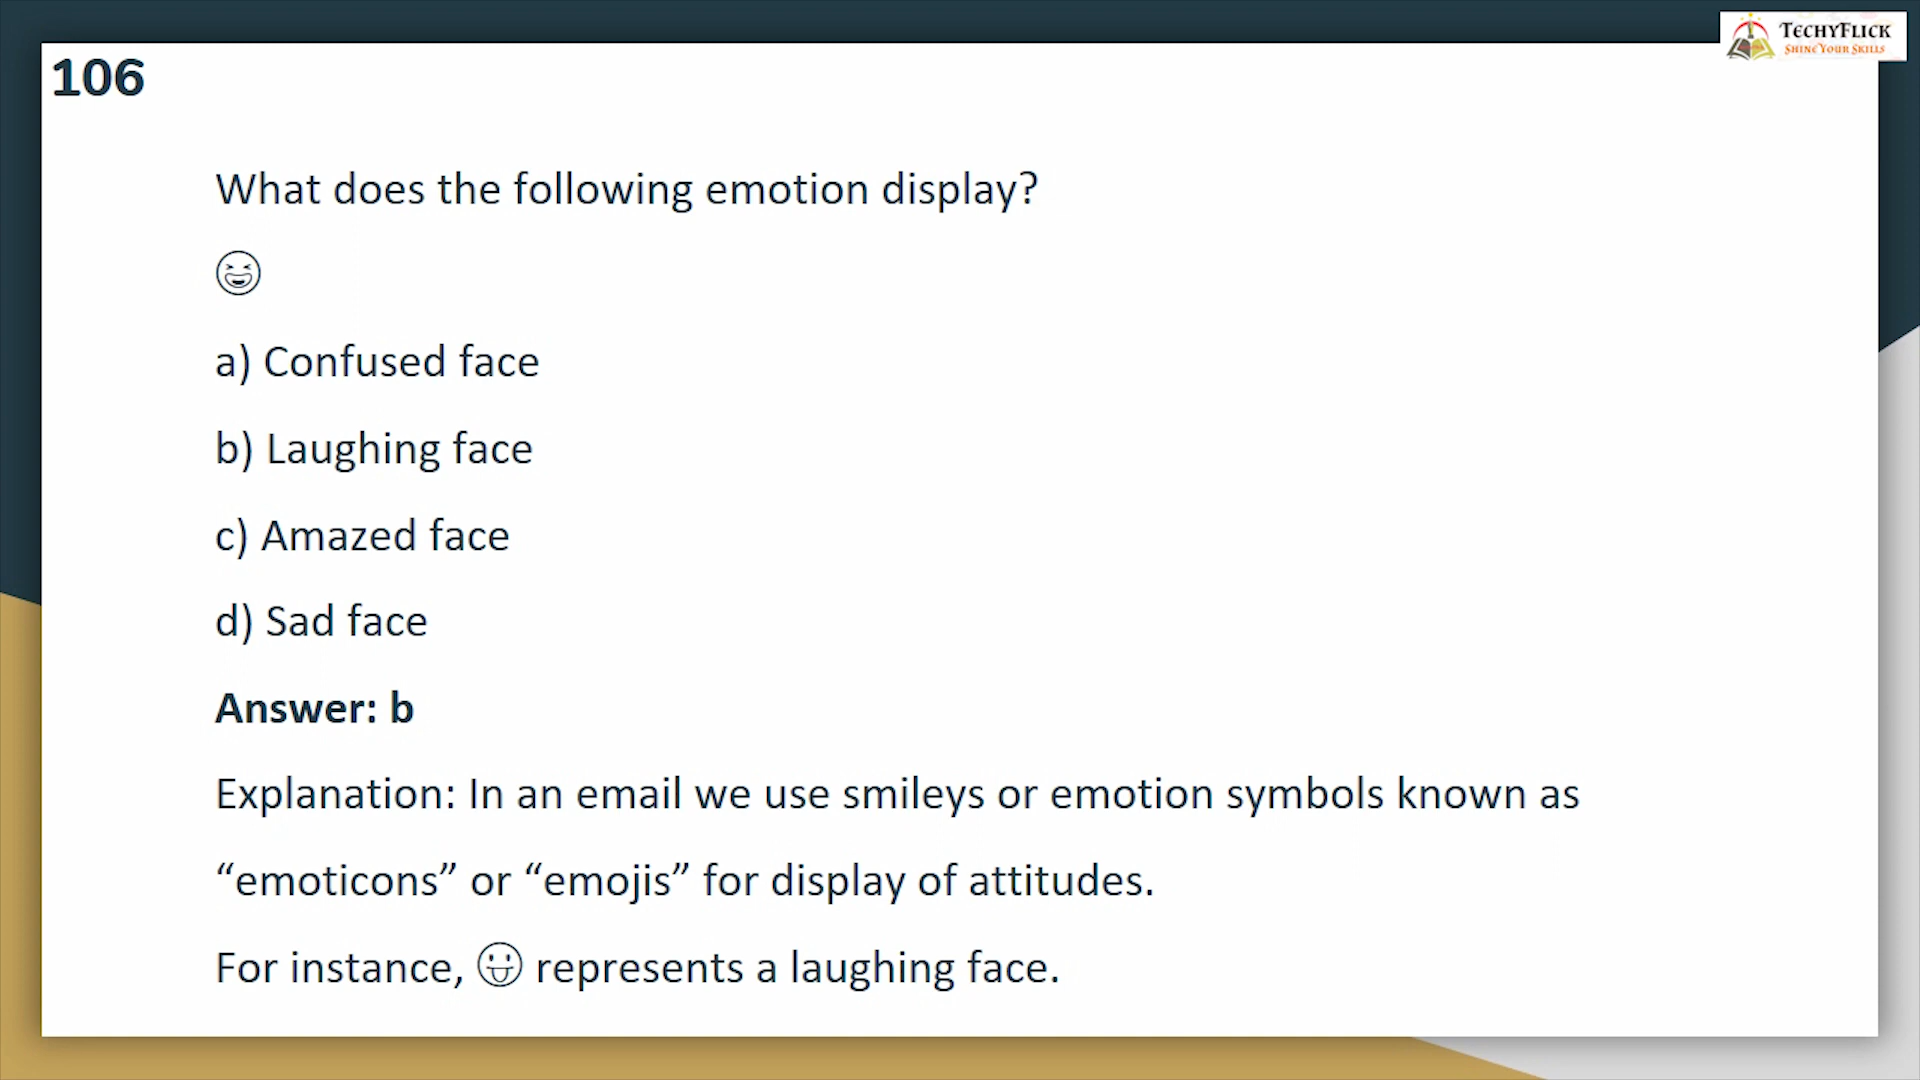 TECHYFLICK
SHINE YOUR SKILLS
106
What does the following emotion display?
😆
a) Confused face
b) Laughing face
c) Amazed face
d) Sad face
Answer: b
Explanation: In an email we use smileys or emotion symbols known as
“emoticons” or “emojis” for display of attitudes.
For instance, 😛 represents a laughing face.